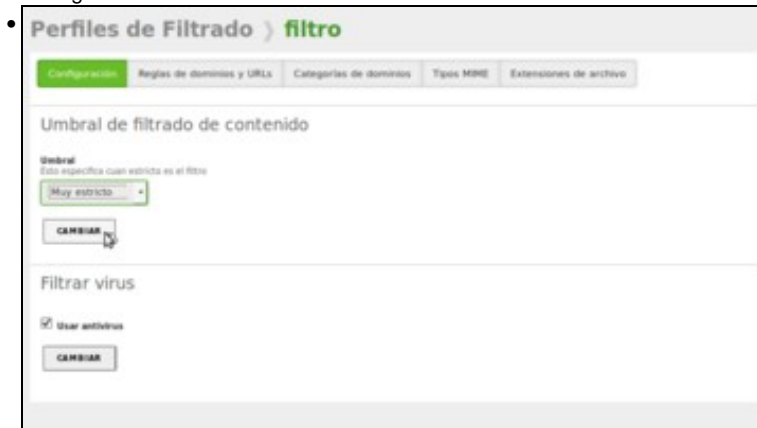 Perfiles de Filtrado 〉 filtro
Configuración Reglas de dominios y URLs Categorías de dominios Tipos MIME Extensiones de archivo
Umbral de filtrado de contenido
Umbral
Esto especifica cuan estricto es el filtro
Muy estricto
CAMBIAR
Filtrar virus
Usar antivirus
CAMBIAR